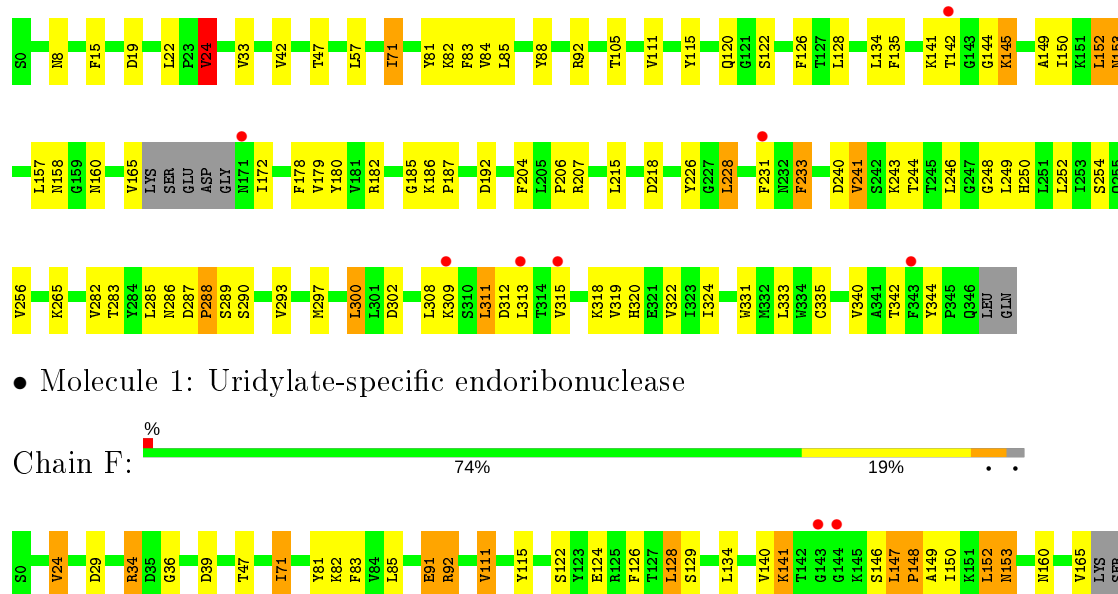 S0 N8 F15 D19 L22 P23 V24 V33 V42 T47 L57 I71 Y81 K82 F83 V84 L85 Y88 R92 T105 V111 Y115 Q120 G121 S122 F126 T127 L128 L134 F135 K141 T142 G143 G144 K145 A149 I150 K151 L152 N153
L157 N158 G159 N160 V165 LYS SER GLU ASP GLY N171 I172 F178 V179 Y180 V181 R182 G185 K186 P187 D192 F204 L205 P206 R207 L215 D218 Y226 G227 L228 F231 N232 F233 D240 V241 S242 K243 T244 T245 L246 G247 G248 L249 H250 L251 L252 I253 S254
V256 K265 V282 T283 Y284 L285 N286 D287 P288 S289 S290 V293 M297 L300 L301 D302 L308 K309 S310 L311 D312 L313 T314 V315 K318 V319 H320 E321 V322 I323 I324 W331 M332 L333 W334 C335 V340 A341 T342 F343 Y344 P345 Q346 LEU GLN
• Molecule 1: Uridylate-specific endoribonuclease
%
Chain F:
74% 19% • •
S0 V24 D29 R34 D35 G36 D39 T47 I71 Y81 K82 F83 V84 L85 E91 R92 V111 Y115 S122 Y123 E124 R125 F126 T127 L128 S129 L134 V140 K141 T142 G143 G144 K145 S146 L147 P148 A149 I150 K151 L152 N153 N160 V165 LYS SER